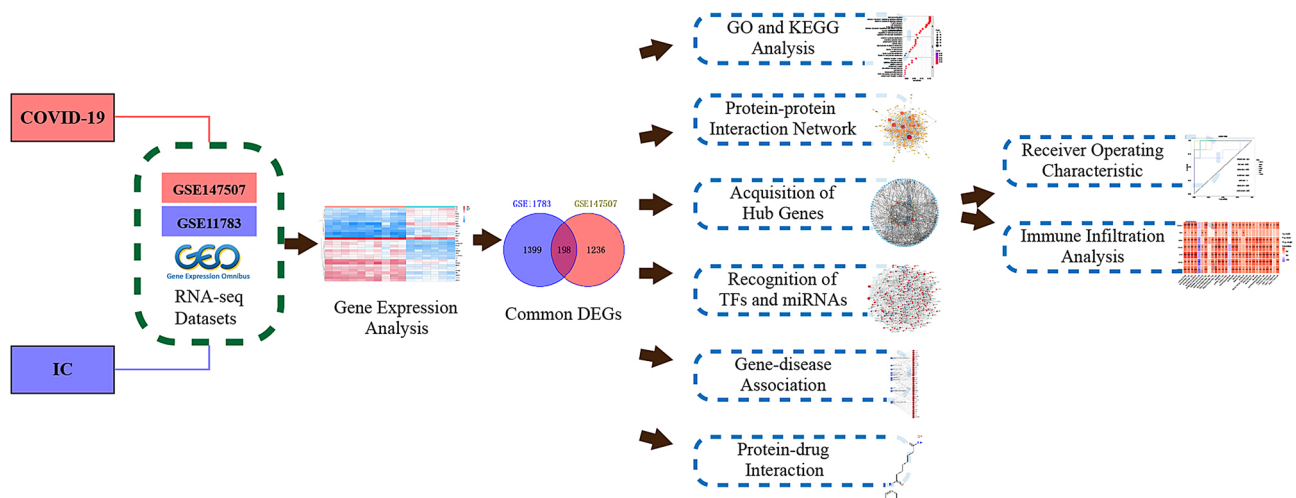 COVID-19
GSE147507
GSE11783
GEO
Gene Expression Omnibus
RNA-seq
Datasets
IC
Gene Expression
Analysis
GSE11783
GSE147507
1399
198
1236
Common DEGs
GO and KEGG
Analysis
Protein-protein
Interaction Network
Acquisition of
Hub Genes
Recognition of
TFs and miRNAs
Gene-disease
Association
Protein-drug
Interaction
Receiver Operating
Characteristic
Immune Infiltration
Analysis